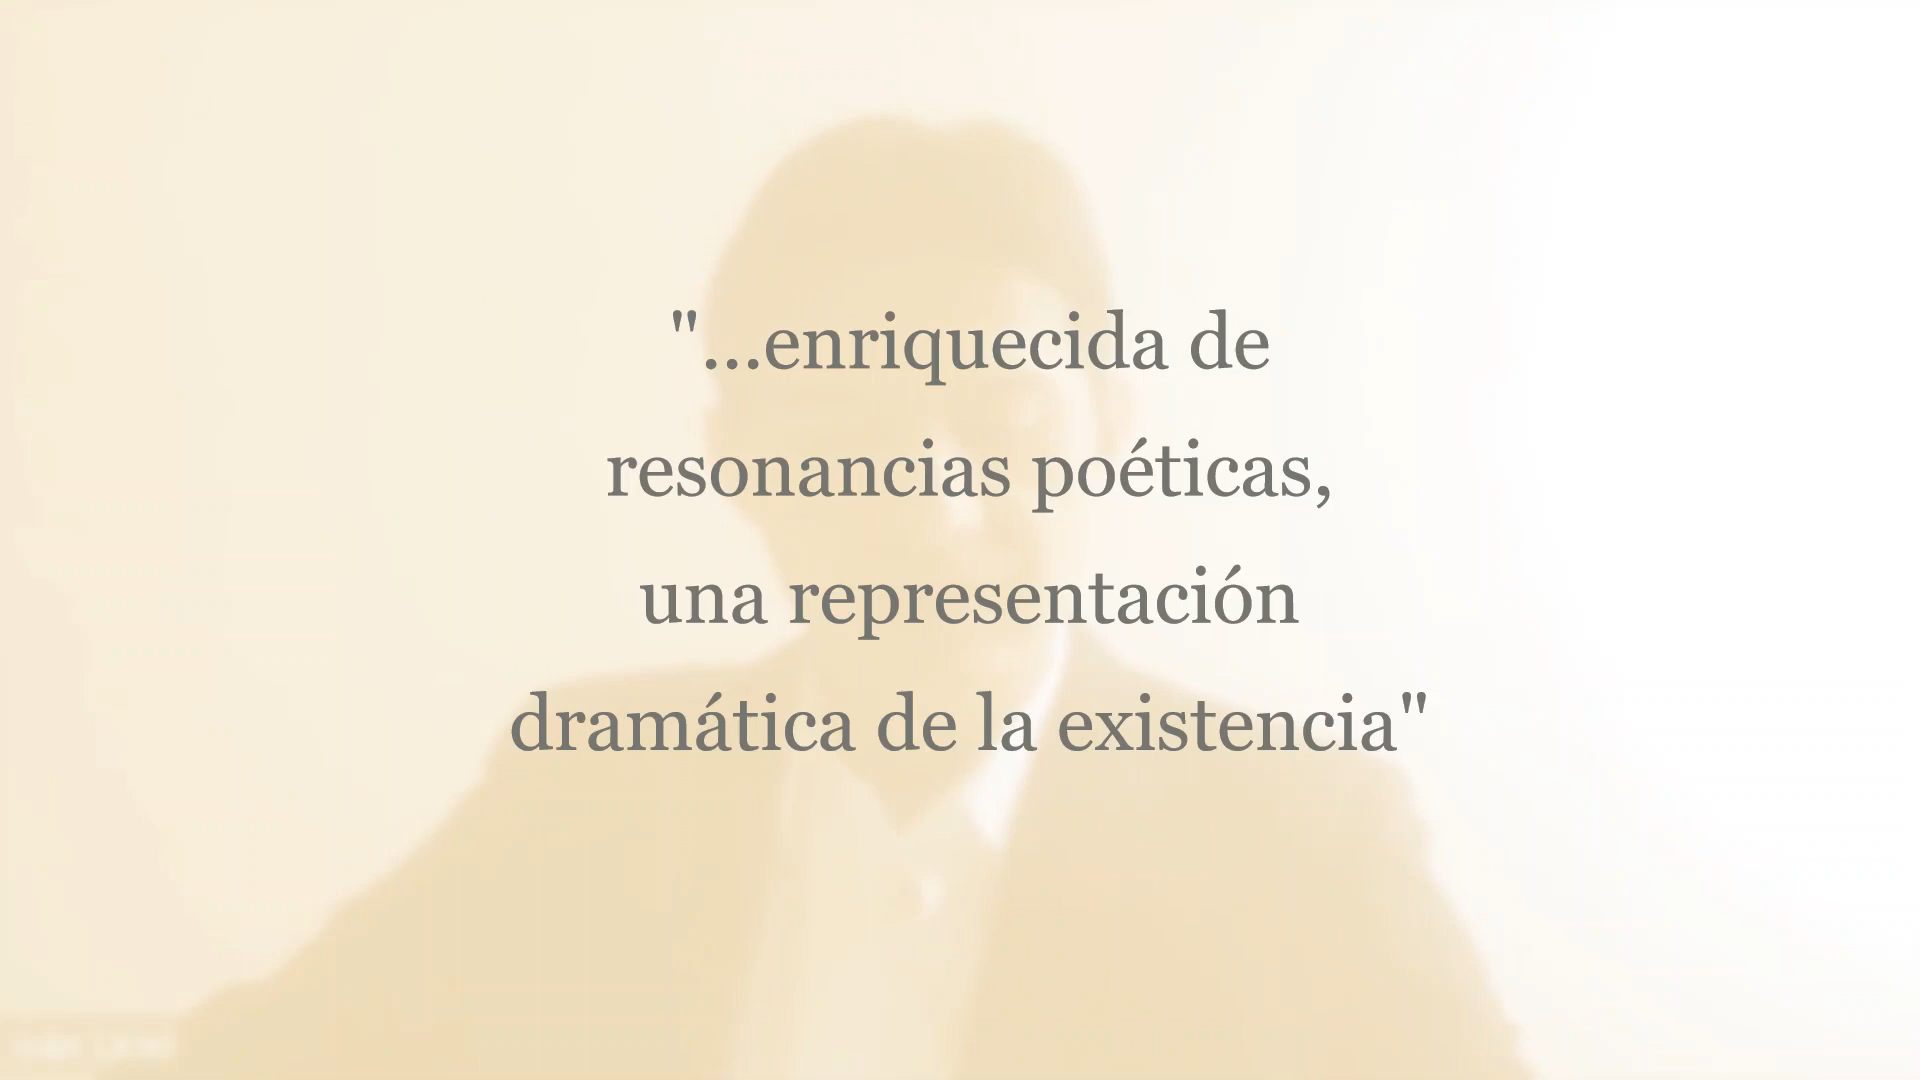 "...enriquecida de
resonancias poéticas,
una representación
dramática de la existencia"